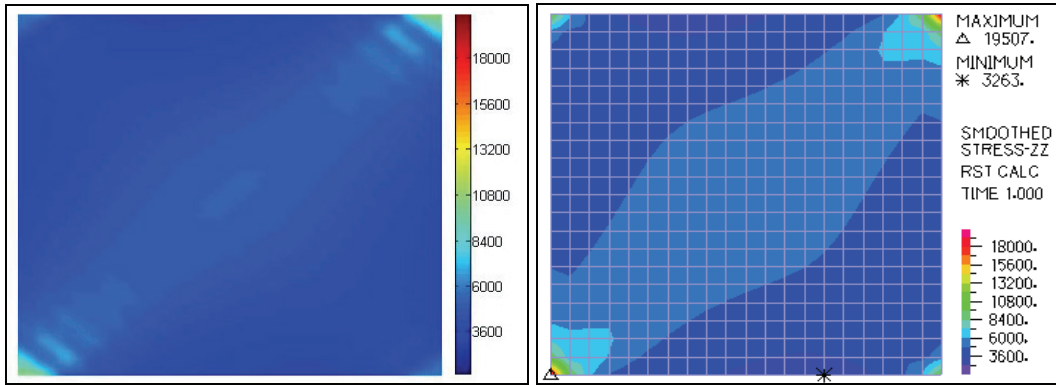 18000
15600
13200
10800
8400
6000
3600
MAXIMUM
△ 19507.
MINIMUM
✳ 3263.
SMOOTHED
STRESS-ZZ
RST CALC
TIME 1.000
18000.
15600.
13200.
10800.
8400.
6000.
3600.